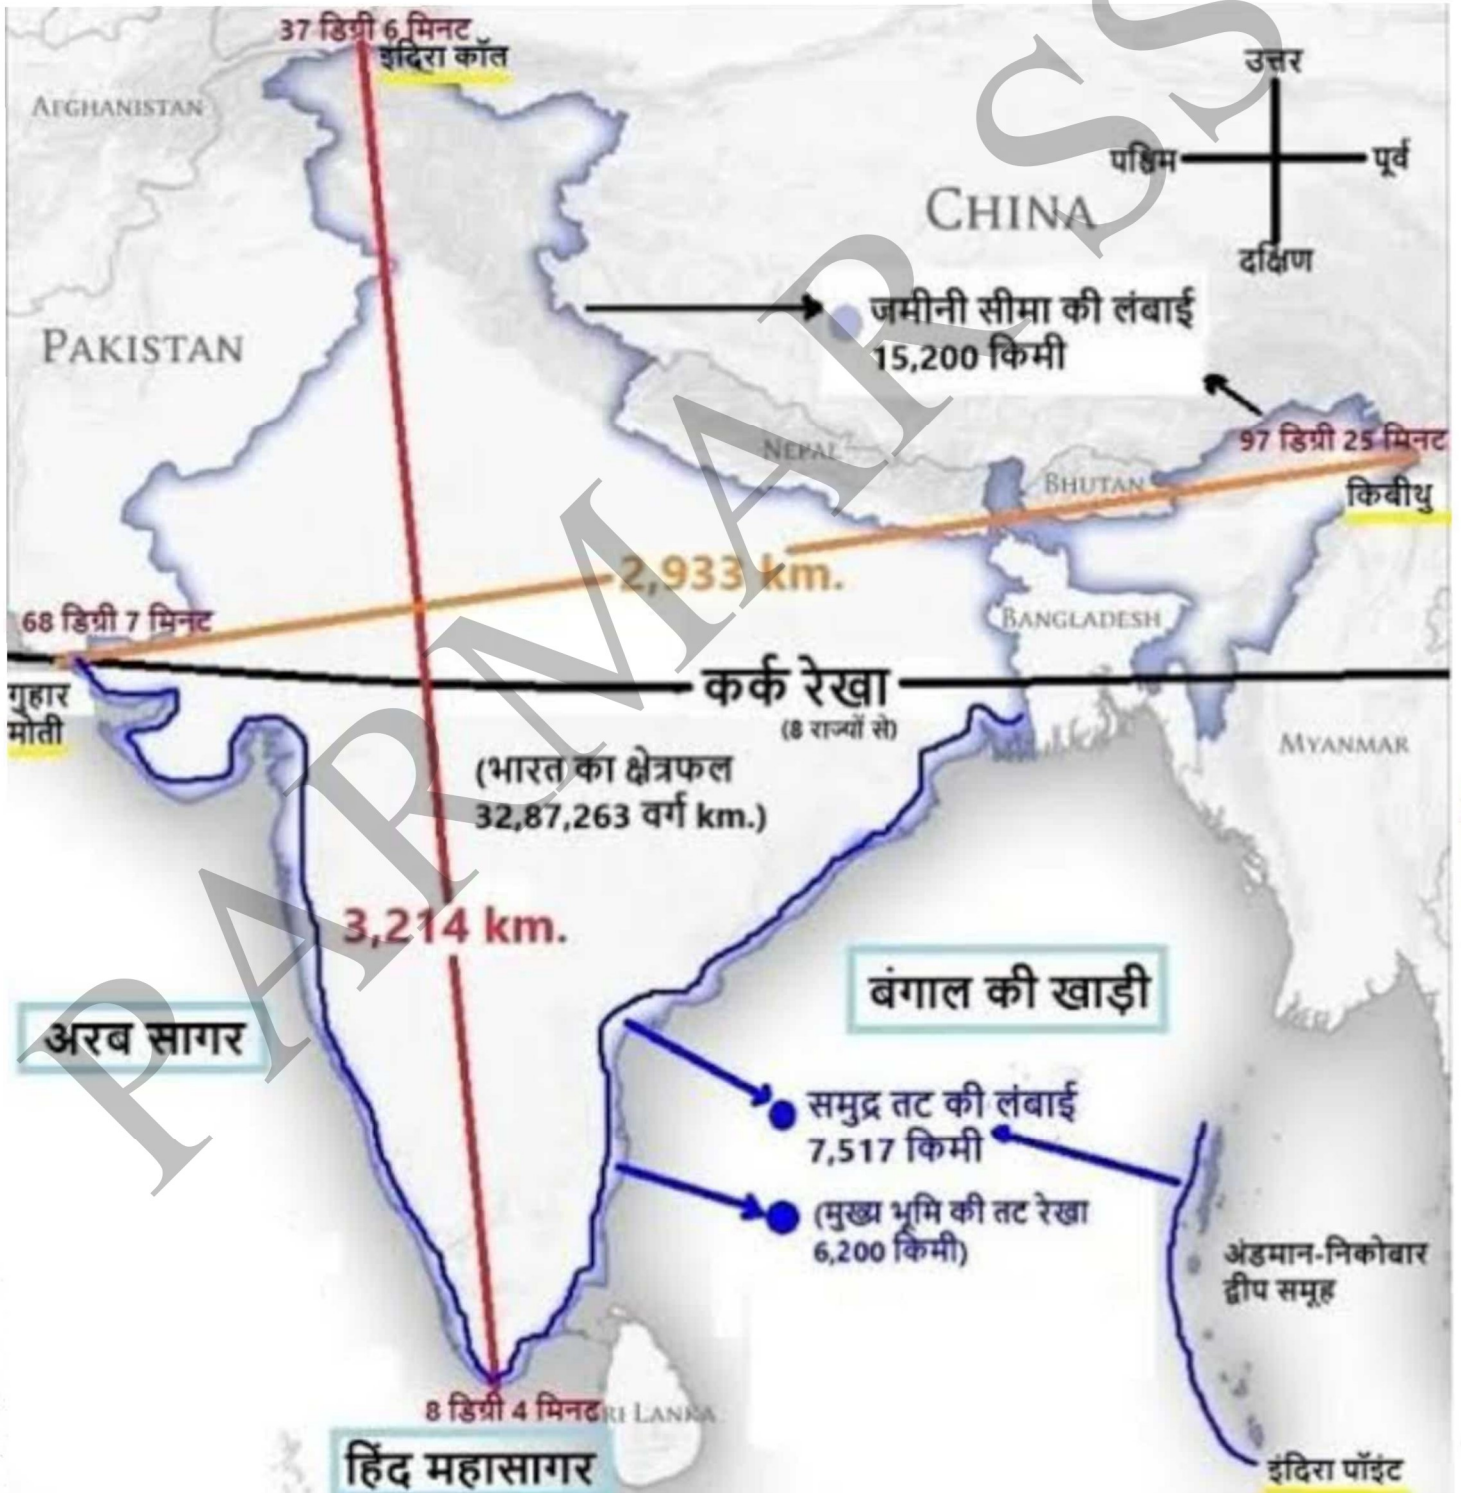 37 डिग्री 6 मिनट
इंदिरा कॉत
AFGHANISTAN
उत्तर
पश्चिम
पूर्व
दक्षिण
CHINA
जमीनी सीमा की लंबाई
15,200 किमी
PAKISTAN
97 डिग्री 25 मिनट
NEPAL
BHUTAN
किबीथु
2,933 km.
68 डिग्री 7 मिनट
BANGLADESH
गुहार
मोती
कर्क रेखा
(8 राज्यों से)
MYANMAR
(भारत का क्षेत्रफल
32,87,263 वर्ग km.)
3,214 km.
अरब सागर
बंगाल की खाड़ी
समुद्र तट की लंबाई
7,517 किमी
(मुख्य भूमि की तट रेखा
6,200 किमी)
अंडमान-निकोबार
द्वीप समूह
8 डिग्री 4 मिनट
RI LANKA
हिंद महासागर
इंदिरा पॉइंट
PARMAR SS